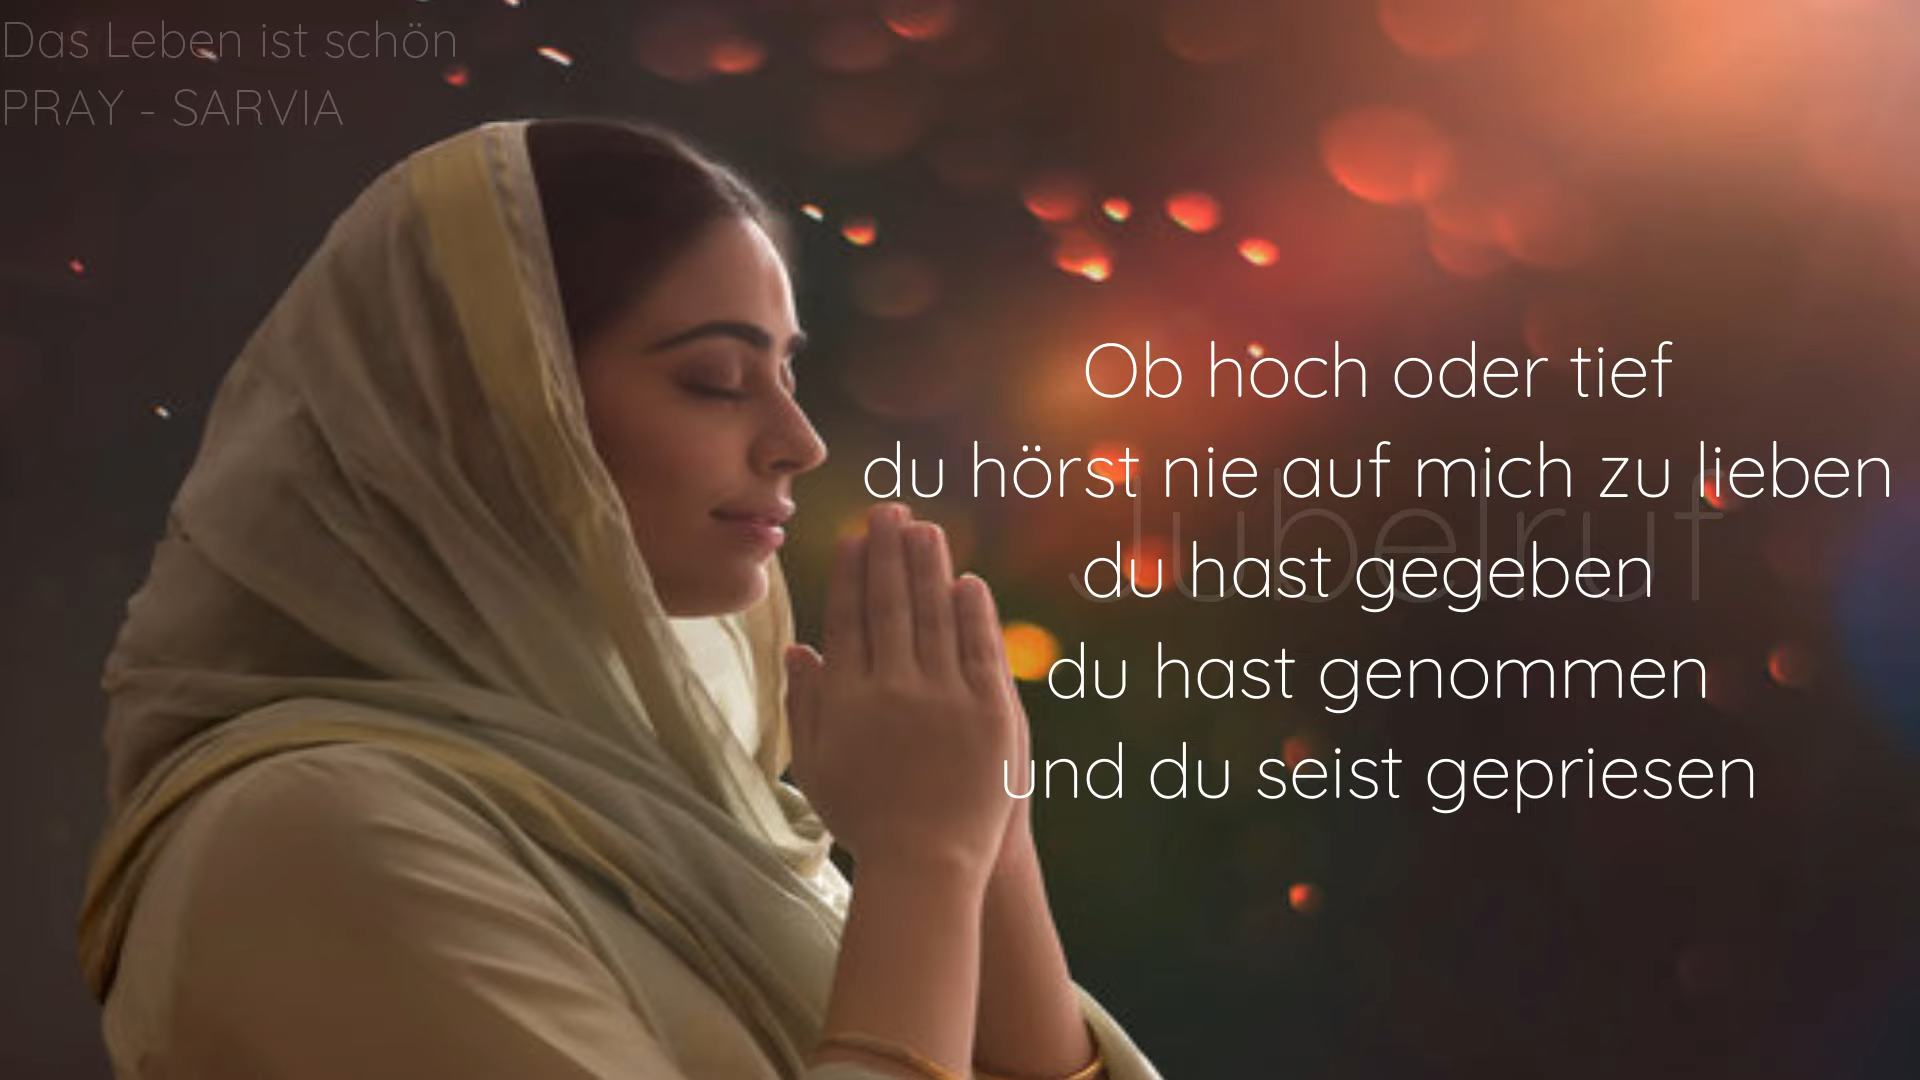 Das Leben ist schön
PRAY - SARVIA
Ob hoch oder tief
du hörst nie auf mich zu lieben
Jubelruf
du hast gegeben
du hast genommen
und du seist gepriesen